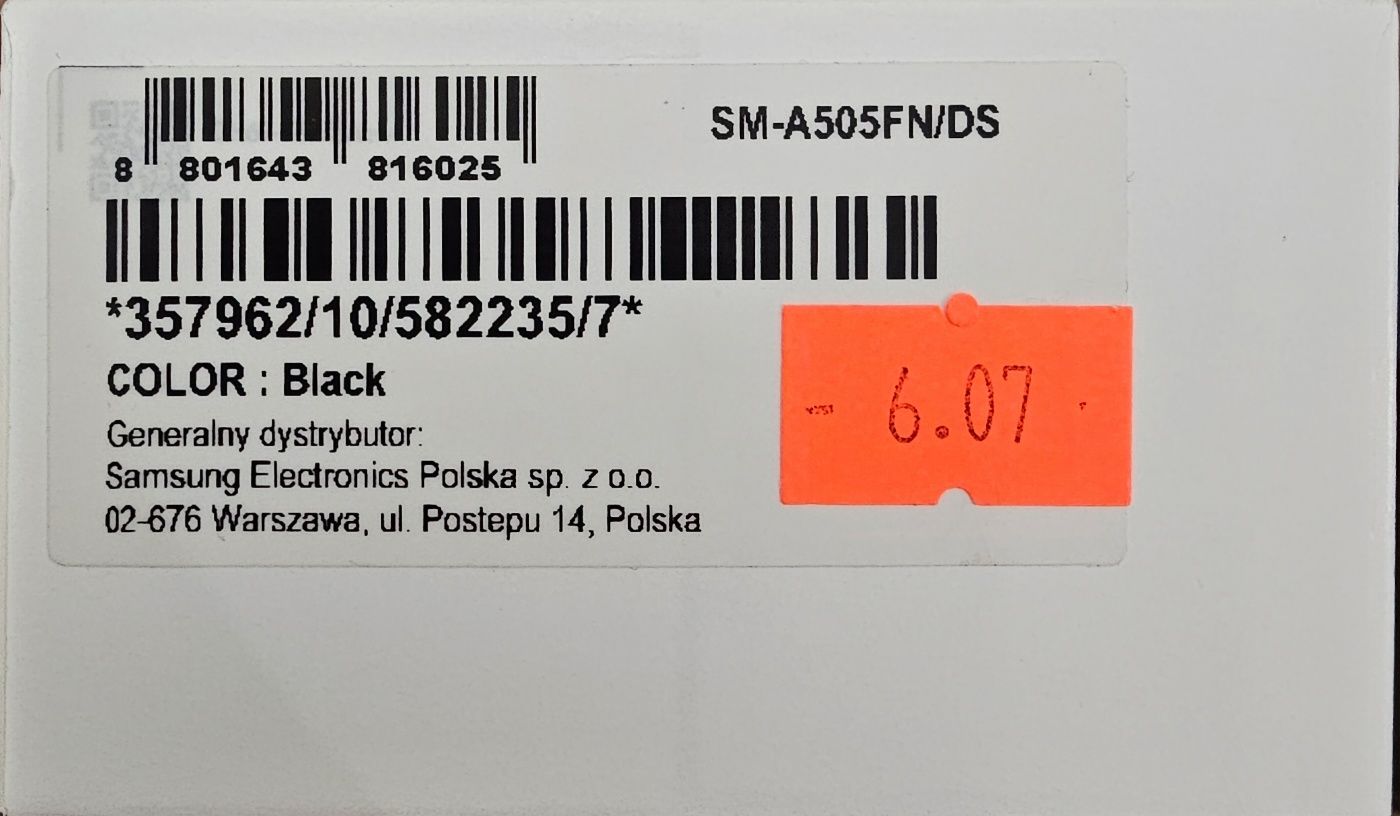 SM-A505FN/DS
8 801643 816025
*357962/10/582235/7*
COLOR : Black
Generalny dystrybutor:
Samsung Electronics Polska sp. z o.o.
02-676 Warszawa, ul. Postepu 14, Polska
- 6.07